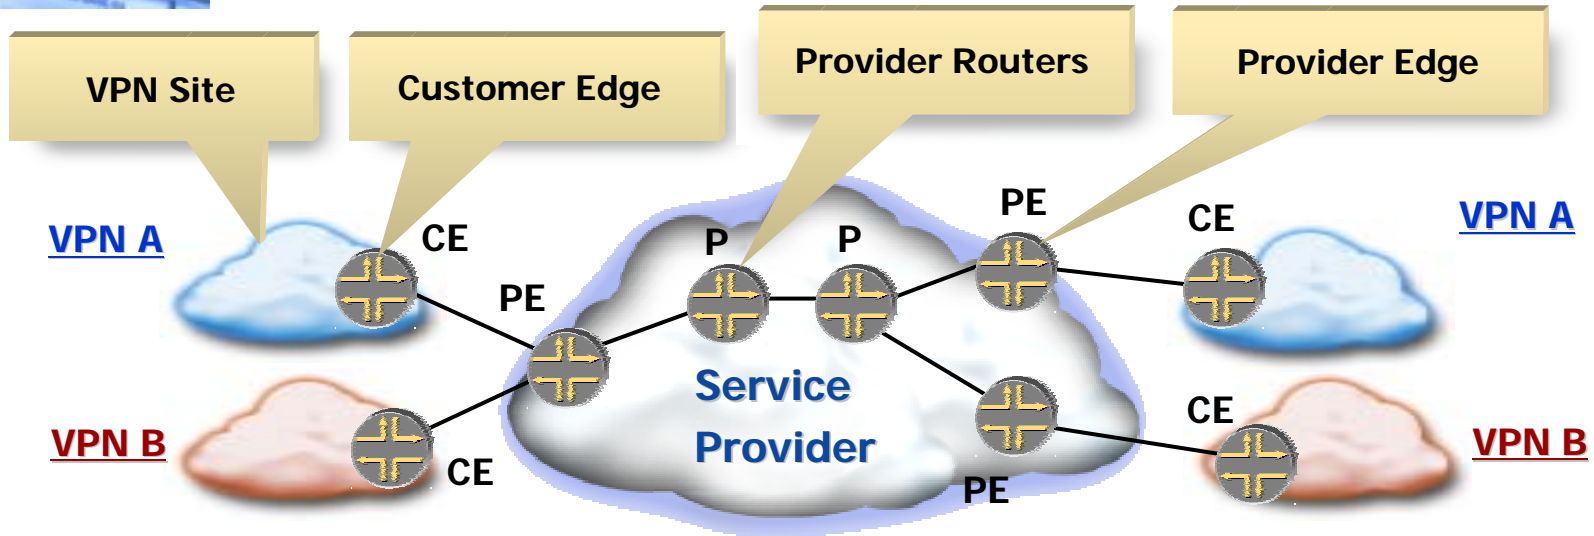 VPN Site
Customer Edge
Provider Routers
Provider Edge
VPN A
CE
PE
P
P
PE
CE
VPN A
Service
Provider
VPN B
CE
PE
CE
VPN B